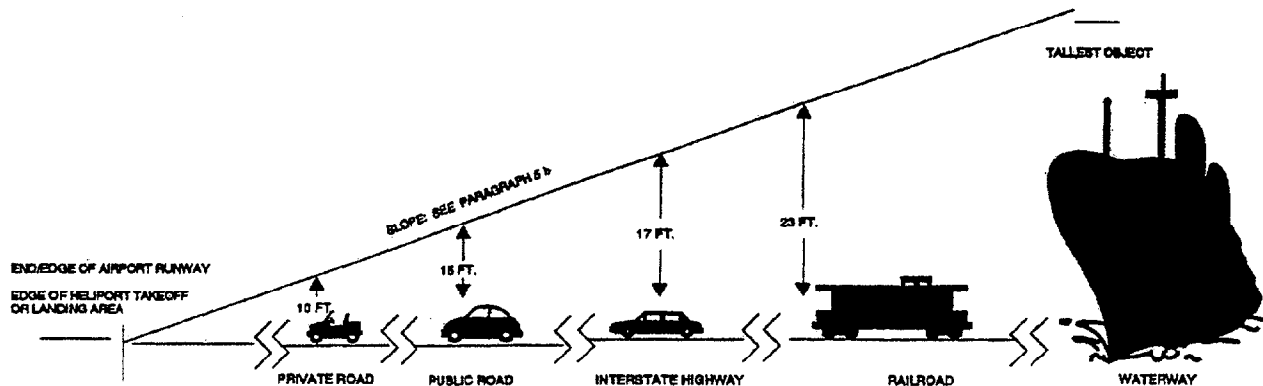 TALLEST OBJECT
SLOPE: SEE PARAGRAPH 5 b
END/EDGE OF AIRPORT RUNWAY
EDGE OF HELIPORT TAKEOFF
OR LANDING AREA
10 FT.
15 FT.
17 FT.
23 FT.
PRIVATE ROAD
PUBLIC ROAD
INTERSTATE HIGHWAY
RAILROAD
WATERWAY